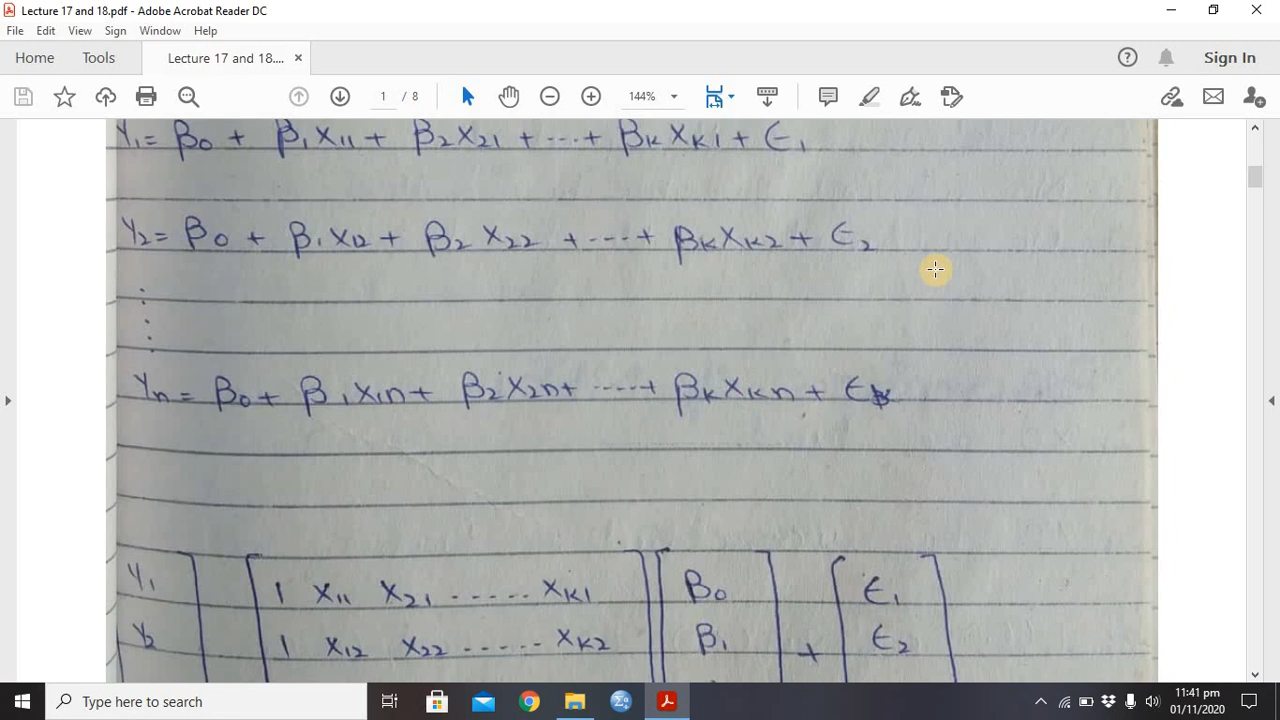 Lecture 17 and 18.pdf - Adobe Acrobat Reader DC
File Edit View Sign Window Help
Home Tools Lecture 17 and 18.... × Sign In
1 / 8 144%
Y1 = β0 + β1X11 + β2X21 + ---- + βKXK1 + ε1
Y2 = β0 + β1X12 + β2X22 + ---- + βKXK2 + ε2
Yn = β0 + β1X1n + β2X2n + ---- + βKXKn + ε
Y1 1 X11 X21 ------ XK1 β0 ε1
Y2 1 X12 X22 ------ XK2 β1 + ε2
Type here to search
11:41 pm
01/11/2020